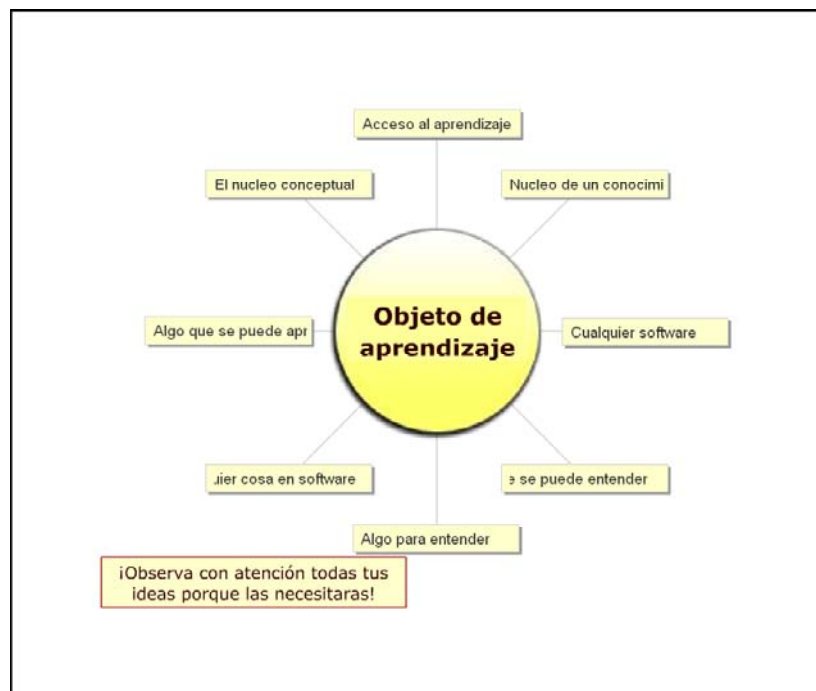 Acceso al aprendizaje
El nucleo conceptual
Nucleo de un conocimi
Objeto de
aprendizaje
Algo que se puede apr
Cualquier software
uier cosa en software
e se puede entender
Algo para entender
¡Observa con atención todas tus
ideas porque las necesitaras!